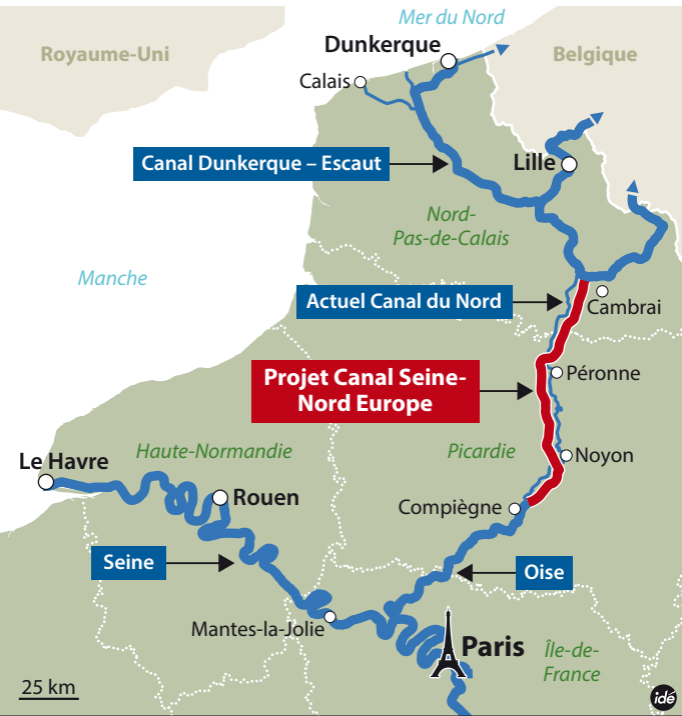 Mer du Nord
Royaume-Uni
Dunkerque
Belgique
Calais
Canal Dunkerque – Escaut
Lille
Nord-
Pas-de-Calais
Manche
Actuel Canal du Nord
Cambrai
Projet Canal Seine-
Nord Europe
Péronne
Le Havre
Haute-Normandie
Picardie
Noyon
Rouen
Compiègne
Seine
Oise
Mantes-la-Jolie
Paris
Île-de-
France
25 km
idé